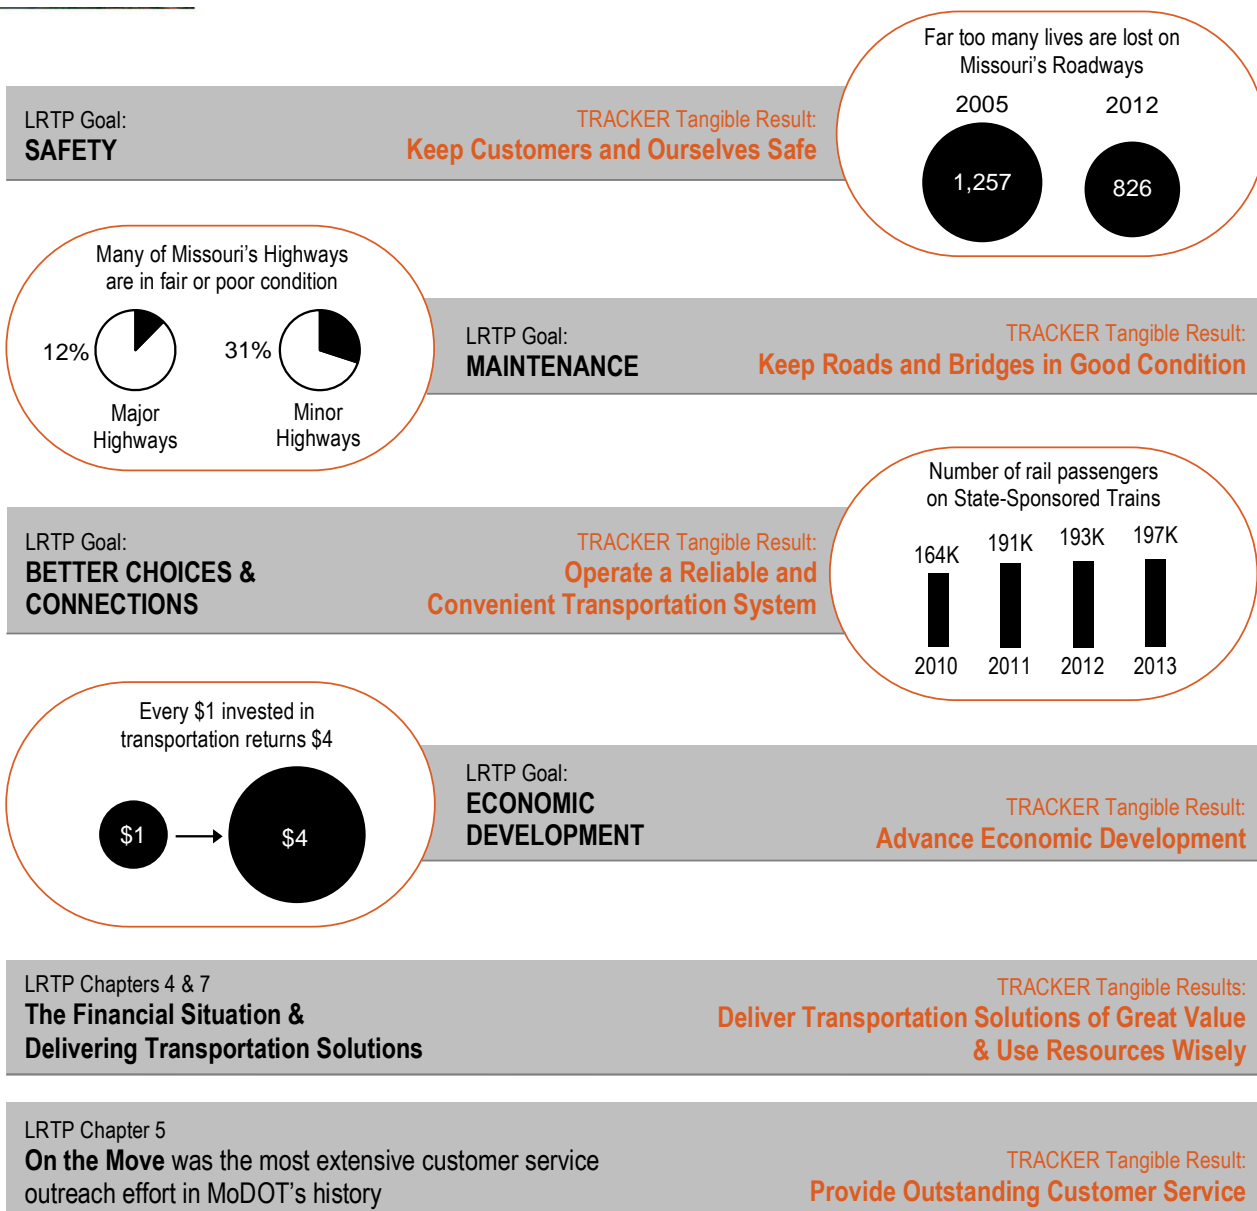 Far too many lives are lost on
Missouri's Roadways
2005 2012
1,257 826
LRTP Goal:
SAFETY
TRACKER Tangible Result:
Keep Customers and Ourselves Safe
Many of Missouri's Highways
are in fair or poor condition
12% 31%
Major
Highways
Minor
Highways
LRTP Goal:
MAINTENANCE
TRACKER Tangible Result:
Keep Roads and Bridges in Good Condition
Number of rail passengers
on State-Sponsored Trains
164K 191K 193K 197K
2010 2011 2012 2013
LRTP Goal:
BETTER CHOICES &
CONNECTIONS
TRACKER Tangible Result:
Operate a Reliable and
Convenient Transportation System
Every $1 invested in
transportation returns $4
$1 $4
LRTP Goal:
ECONOMIC
DEVELOPMENT
TRACKER Tangible Result:
Advance Economic Development
LRTP Chapters 4 & 7
The Financial Situation &
Delivering Transportation Solutions
TRACKER Tangible Results:
Deliver Transportation Solutions of Great Value
& Use Resources Wisely
LRTP Chapter 5
On the Move was the most extensive customer service
outreach effort in MoDOT's history
TRACKER Tangible Result:
Provide Outstanding Customer Service